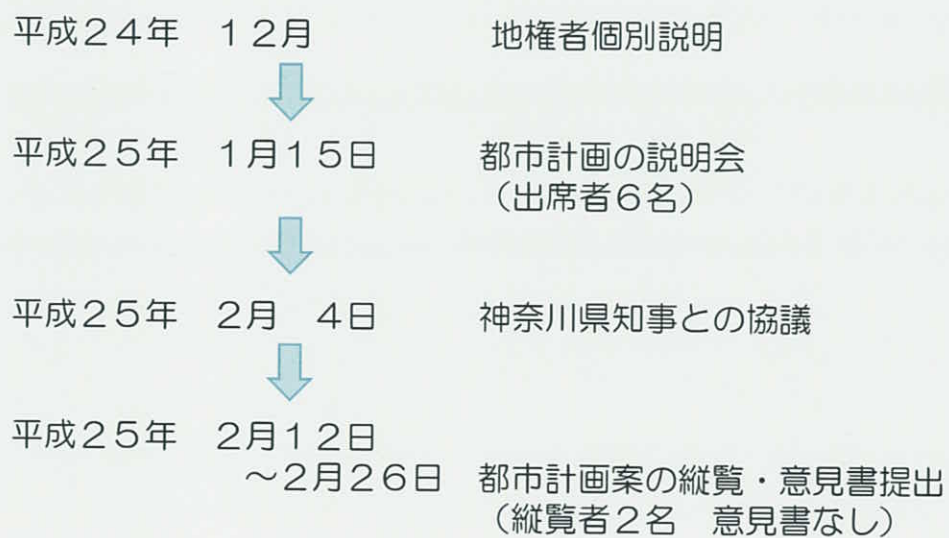 平成２４年　１２月　地権者個別説明
平成２５年　１月１５日　都市計画の説明会
（出席者６名）
平成２５年　２月　４日　神奈川県知事との協議
平成２５年　２月１２日
～２月２６日　都市計画案の縦覧・意見書提出
（縦覧者２名　意見書なし）